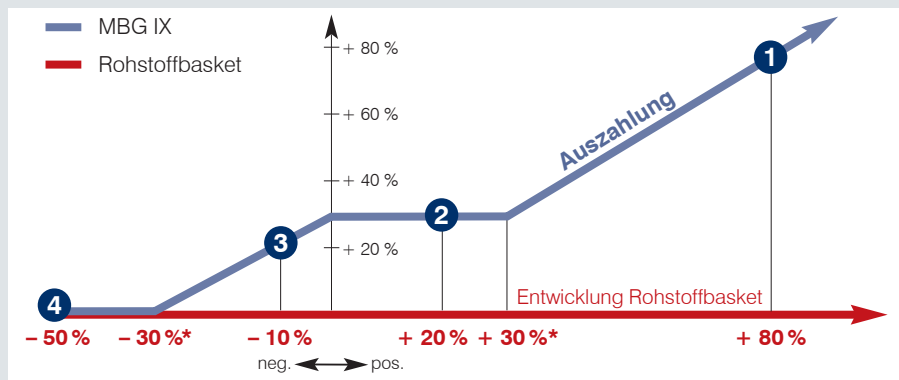 MBG IX
Rohstoffbasket
+ 80 %
+ 60 %
+ 40 %
+ 20 %
Auszahlung
1
2
3
4
Entwicklung Rohstoffbasket
– 50 % – 30 %* – 10 % + 20 % + 30 %* + 80 %
neg. pos.